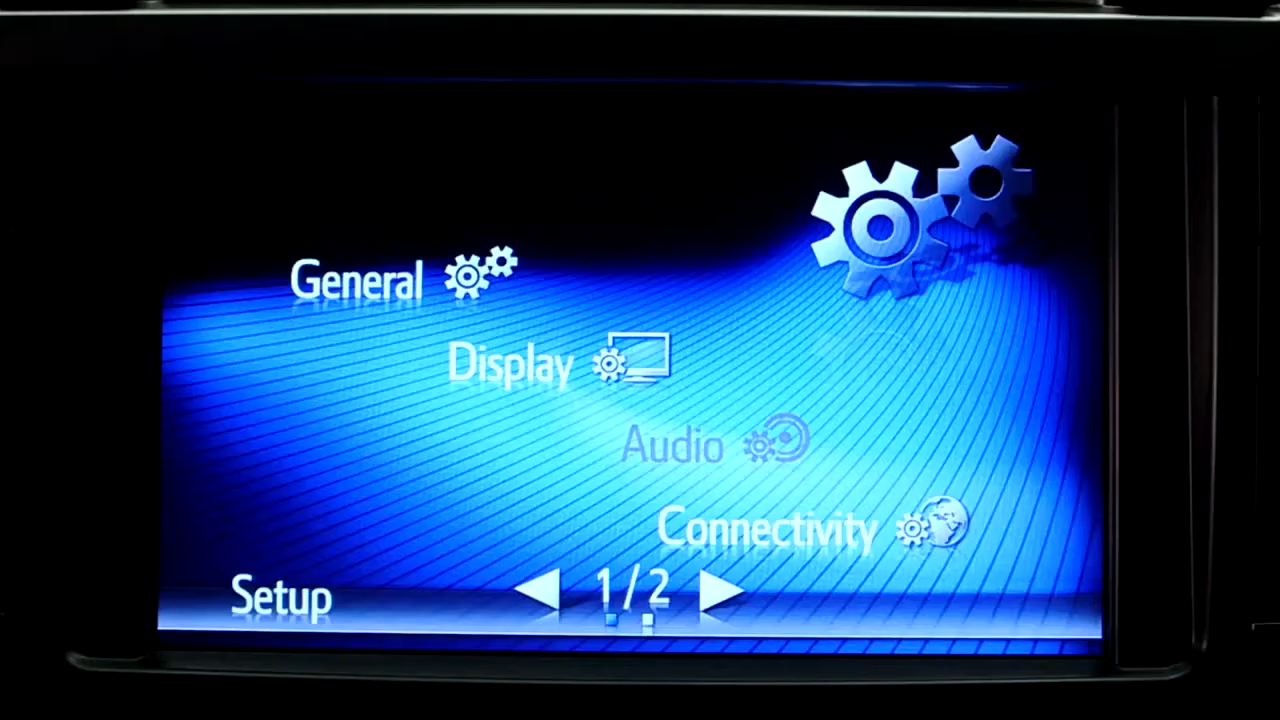 General
Display
Audio
Connectivity
Setup 1/2